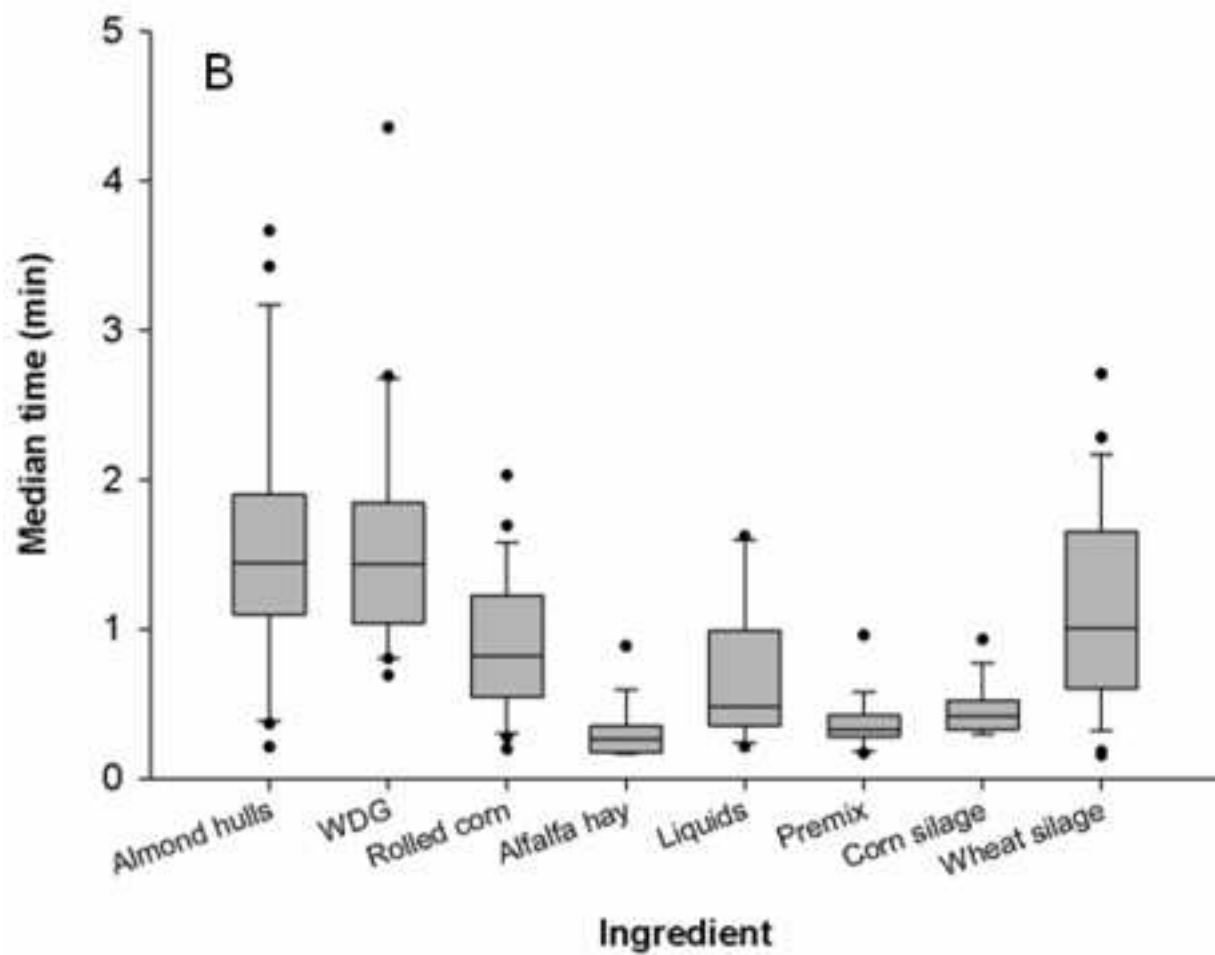 B
5
4
3
2
1
0
Median time (min)
Almond hulls
WDG
Rolled corn
Alfalfa hay
Liquids
Premix
Corn silage
Wheat silage
Ingredient